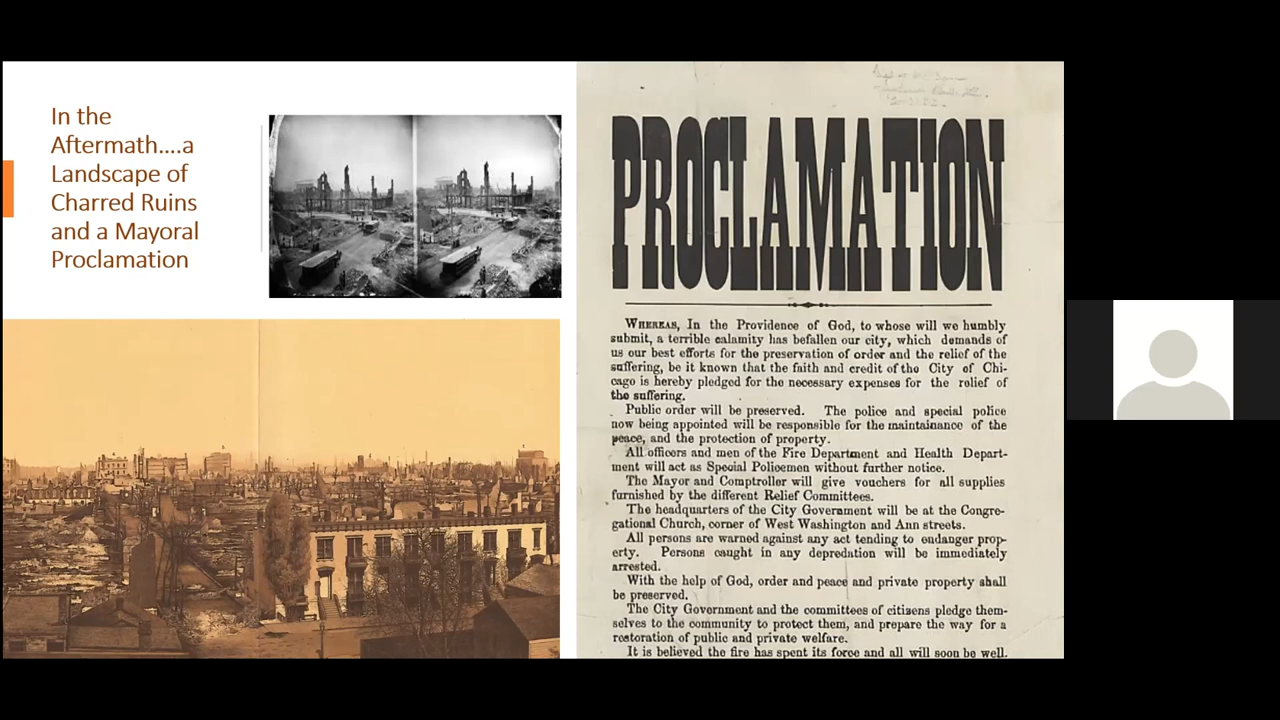 In the
Aftermath....a
Landscape of
Charred Ruins
and a Mayoral
Proclamation
PROCLAMATION
WHEREAS, In the Providence of God, to whose will we humbly
submit, a terrible calamity has befallen our city, which demands of
us our best efforts for the preservation of order and the relief of the
suffering, be it known that the faith and credit of the City of Chi-
cago is hereby pledged for the necessary expenses for the relief of
the suffering.
Public order will be preserved. The police and special police
now being appointed will be responsible for the maintainance of the
peace, and the protection of property.
All officers and men of the Fire Department and Health Depart-
ment will act as Special Policemen without further notice.
The Mayor and Comptroller will give vouchers for all supplies
furnished by the different Relief Committees.
The headquarters of the City Government will be at the Congre-
gational Church, corner of West Washington and Ann streets.
All persons are warned against any act tending to endanger prop-
erty. Persons caught in any depredation will be immediately
arrested.
With the help of God, order and peace and private property shall
be preserved.
The City Government and the committees of citizens pledge them-
selves to the community to protect them, and prepare the way for a
restoration of public and private welfare.
It is believed the fire has spent its force and all will soon be well.